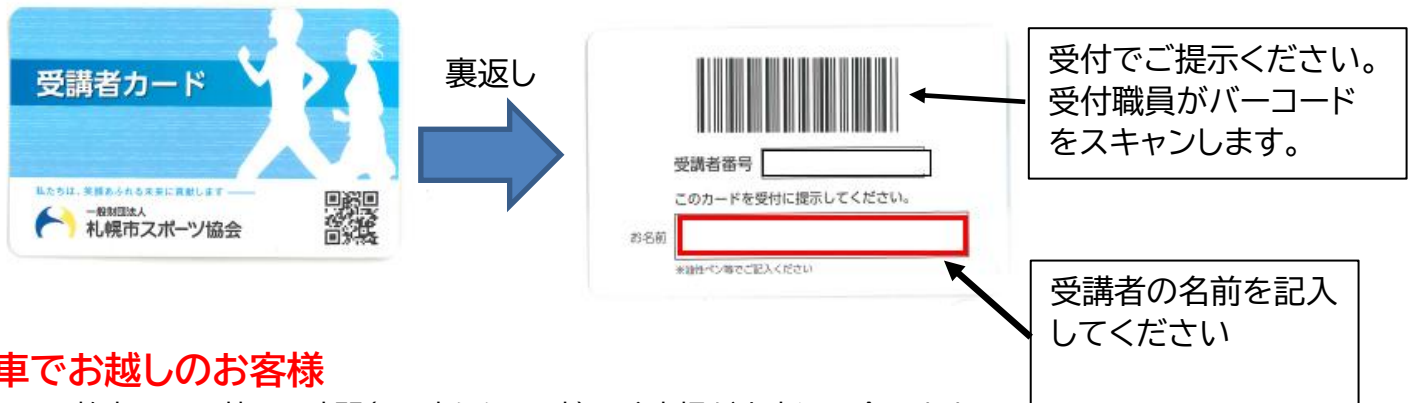 受講者カード
私たちは、笑顔あふれる未来に貢献します
一般財団法人
札幌市スポーツ協会
裏返し
受講者番号
このカードを受付に提示してください。
お名前
※油性ペン等でご記入ください
受付でご提示ください。
受付職員がバーコード
をスキャンします。
受講者の名前を記入
してください
車でお越しのお客様